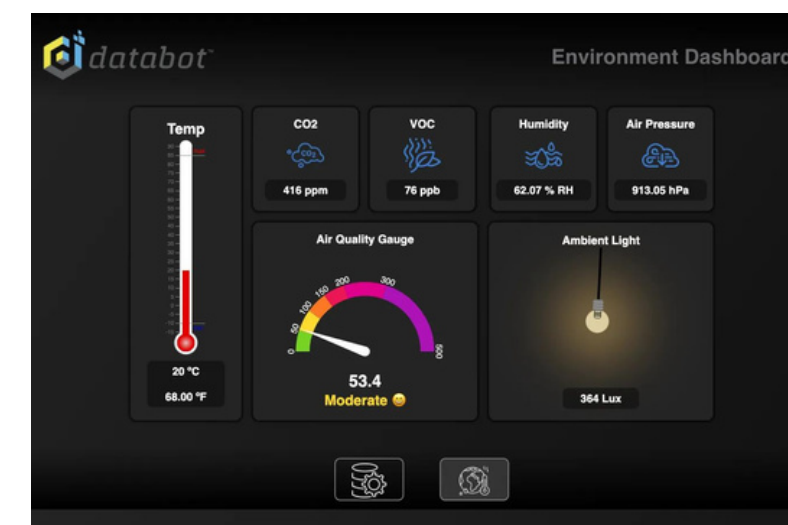 databot™
Environment Dashboard
Temp
CO2
VOC
Humidity
Air Pressure
CO2
416 ppm
76 ppb
62.07 % RH
913.05 hPa
Air Quality Gauge
Ambient Light
0
50
100
150
200
300
500
20 °C
68.00 °F
53.4
Moderate
364 Lux